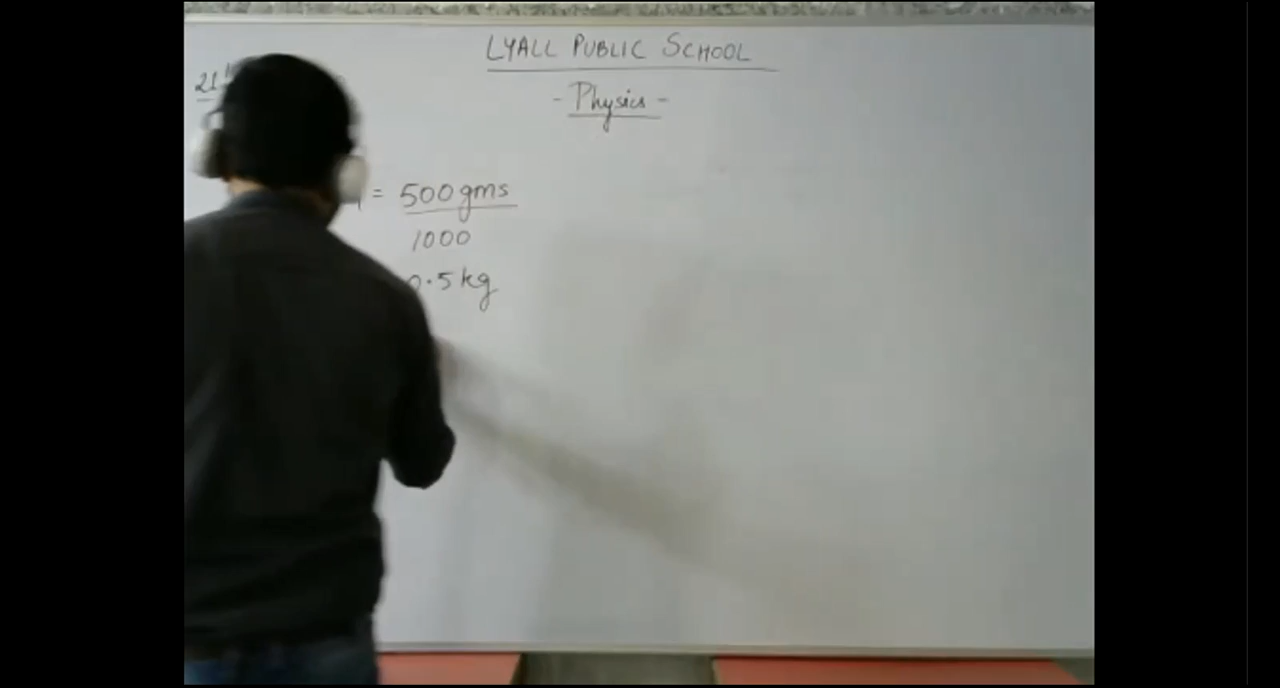 LYALL PUBLIC SCHOOL
- Physics -
21
= 500 gms
1000
0.5 kg